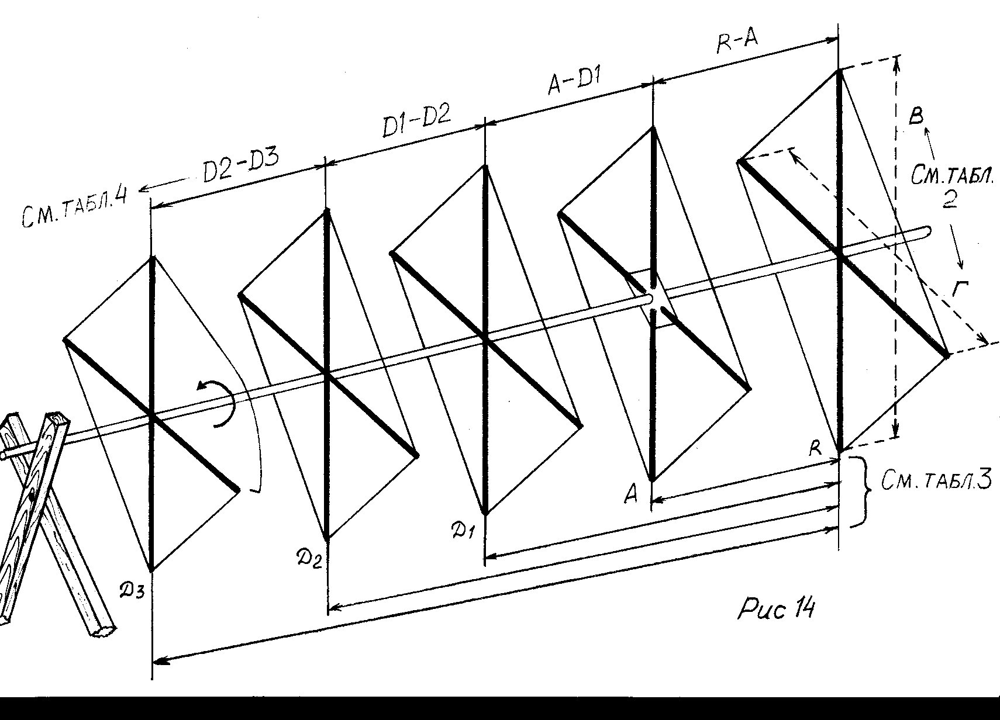 R-A
A-D1
D1-D2
D2-D3
См. ТАБЛ. 4
В
См. ТАБЛ.
2
Г
R
См. ТАБЛ. 3
A
D1
D2
D3
Рис 14